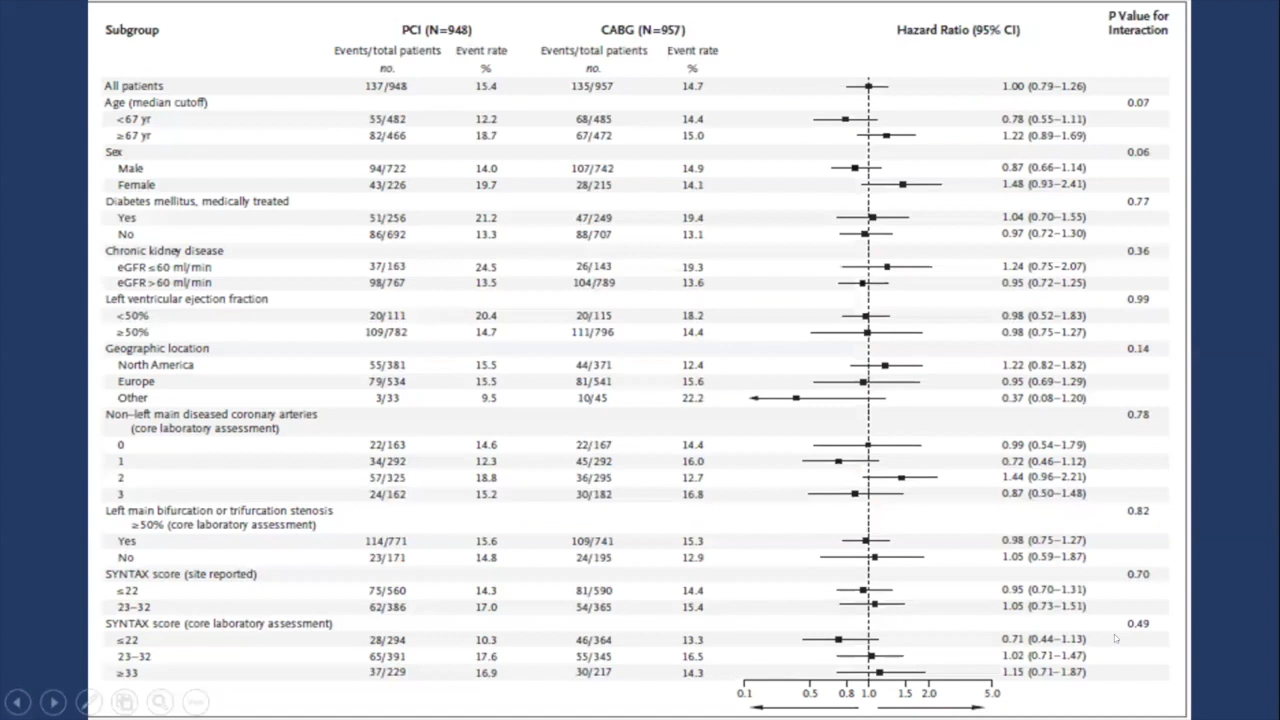 Subgroup PCI (N=948) CABG (N=957) Hazard Ratio (95% CI) P Value for Interaction
Events/total patients Event rate Events/total patients Event rate
no. % no. %
All patients 137/948 15.4 135/957 14.7 1.00 (0.79–1.26)
Age (median cutoff) 0.07
<67 yr 55/482 12.2 68/485 14.4 0.78 (0.55–1.11)
≥67 yr 82/466 18.7 67/472 15.0 1.22 (0.89–1.69)
Sex 0.06
Male 94/722 14.0 107/742 14.9 0.87 (0.66–1.14)
Female 43/226 19.7 28/215 14.1 1.48 (0.93–2.41)
Diabetes mellitus, medically treated 0.77
Yes 51/256 21.2 47/249 19.4 1.04 (0.70–1.55)
No 86/692 13.3 88/707 13.1 0.97 (0.72–1.30)
Chronic kidney disease 0.36
eGFR ≤60 ml/min 37/163 24.5 26/143 19.3 1.24 (0.75–2.07)
eGFR >60 ml/min 98/767 13.5 104/789 13.6 0.95 (0.72–1.25)
Left ventricular ejection fraction 0.99
<50% 20/111 20.4 20/115 18.2 0.98 (0.52–1.83)
≥50% 109/782 14.7 111/796 14.4 0.98 (0.75–1.27)
Geographic location 0.14
North America 55/381 15.5 44/371 12.4 1.22 (0.82–1.82)
Europe 79/534 15.5 81/541 15.6 0.95 (0.69–1.29)
Other 3/33 9.5 10/45 22.2 0.37 (0.08–1.20)
Non–left main diseased coronary arteries 0.78
(core laboratory assessment)
0 22/163 14.6 22/167 14.4 0.99 (0.54–1.79)
1 34/292 12.3 45/292 16.0 0.72 (0.46–1.12)
2 57/325 18.8 36/295 12.7 1.44 (0.96–2.21)
3 24/162 15.2 30/182 16.8 0.87 (0.50–1.48)
Left main bifurcation or trifurcation stenosis 0.82
≥50% (core laboratory assessment)
Yes 114/771 15.6 109/741 15.3 0.98 (0.75–1.27)
No 23/171 14.8 24/195 12.9 1.05 (0.59–1.87)
SYNTAX score (site reported) 0.70
≤22 75/560 14.3 81/590 14.4 0.95 (0.70–1.31)
23–32 62/386 17.0 54/365 15.4 1.05 (0.73–1.51)
SYNTAX score (core laboratory assessment) 0.49
≤22 28/294 10.3 46/364 13.3 0.71 (0.44–1.13)
23–32 65/391 17.6 55/345 16.5 1.02 (0.71–1.47)
≥33 37/229 16.9 30/217 14.3 1.15 (0.71–1.87)
0.1 0.5 0.8 1.0 1.5 2.0 5.0